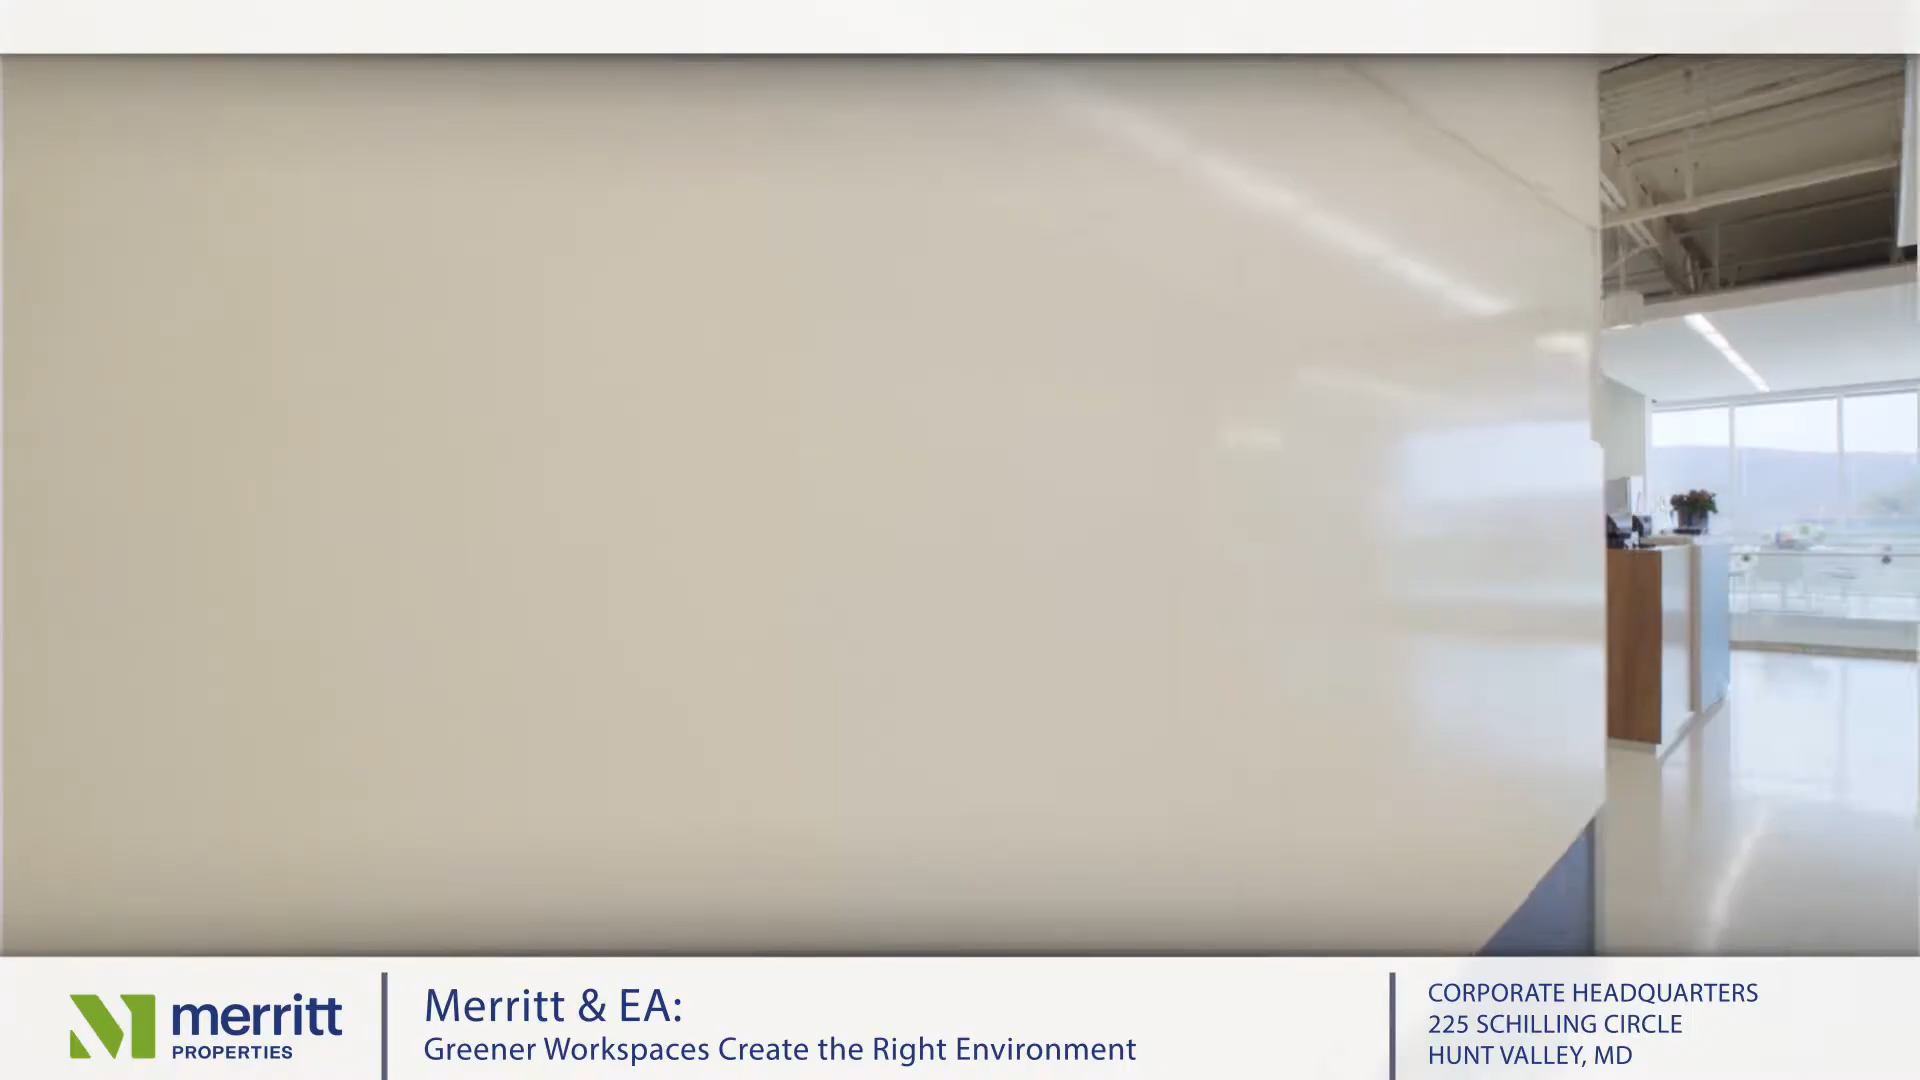 merritt
PROPERTIES
Merritt & EA:
Greener Workspaces Create the Right Environment
CORPORATE HEADQUARTERS
225 SCHILLING CIRCLE
HUNT VALLEY, MD